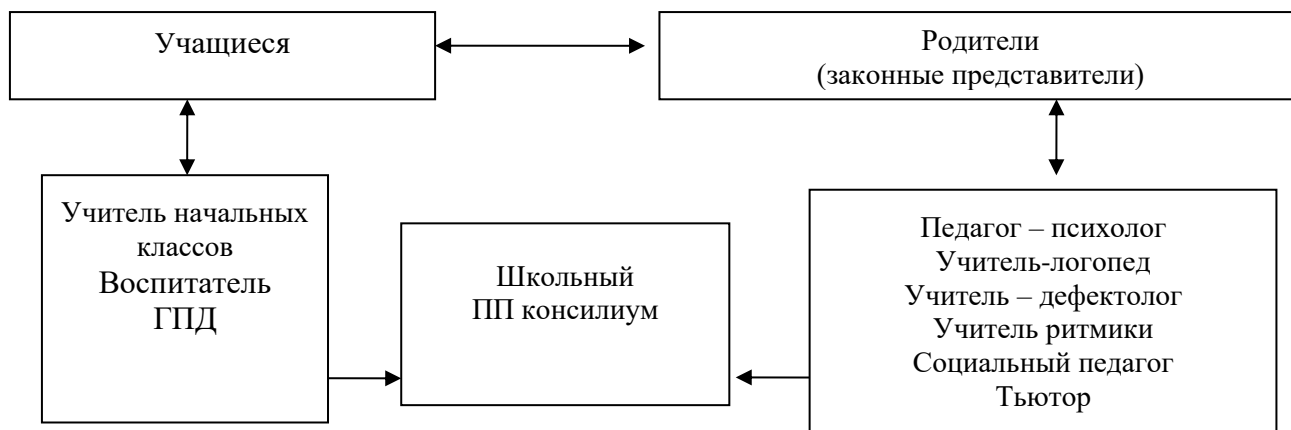 Учащиеся
Родители
(законные представители)
Учитель начальных
классов
Воспитатель
ГПД
Школьный
ПП консилиум
Педагог – психолог
Учитель-логопед
Учитель – дефектолог
Учитель ритмики
Социальный педагог
Тьютор